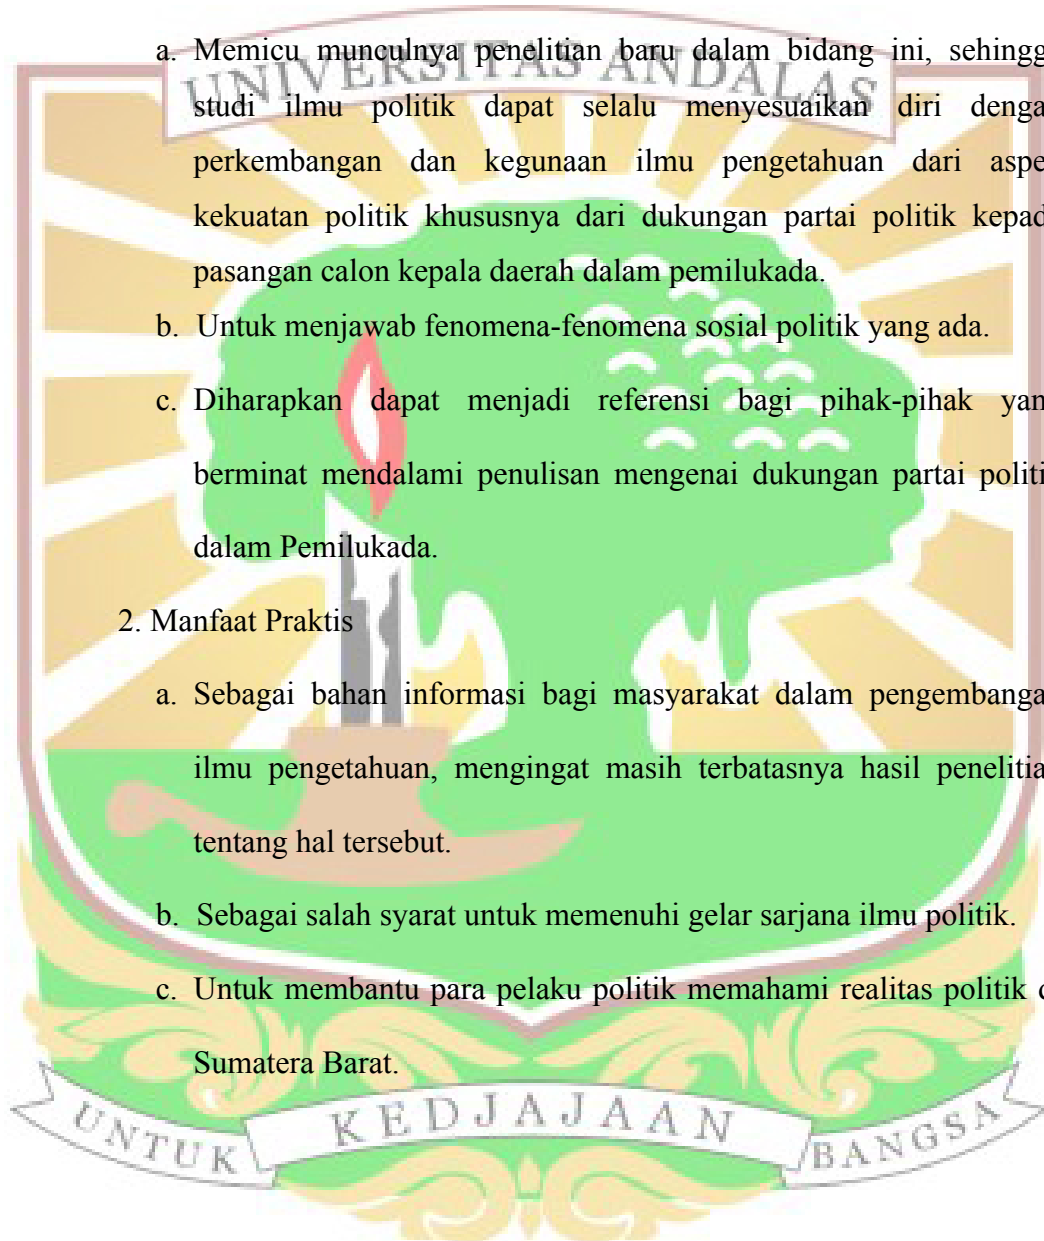 UNIVERSITAS ANDALAS
a. Memicu munculnya penelitian baru dalam bidang ini, sehingg
studi ilmu politik dapat selalu menyesuaikan diri denga
perkembangan dan kegunaan ilmu pengetahuan dari aspe
kekuatan politik khususnya dari dukungan partai politik kepad
pasangan calon kepala daerah dalam pemilukada.
b. Untuk menjawab fenomena-fenomena sosial politik yang ada.
c. Diharapkan dapat menjadi referensi bagi pihak-pihak yan
berminat mendalami penulisan mengenai dukungan partai politi
dalam Pemilukada.
2. Manfaat Praktis
a. Sebagai bahan informasi bagi masyarakat dalam pengembanga
ilmu pengetahuan, mengingat masih terbatasnya hasil penelitia
tentang hal tersebut.
b. Sebagai salah syarat untuk memenuhi gelar sarjana ilmu politik.
c. Untuk membantu para pelaku politik memahami realitas politik d
Sumatera Barat.
UNTUK KEDJAJAAN BANGSA